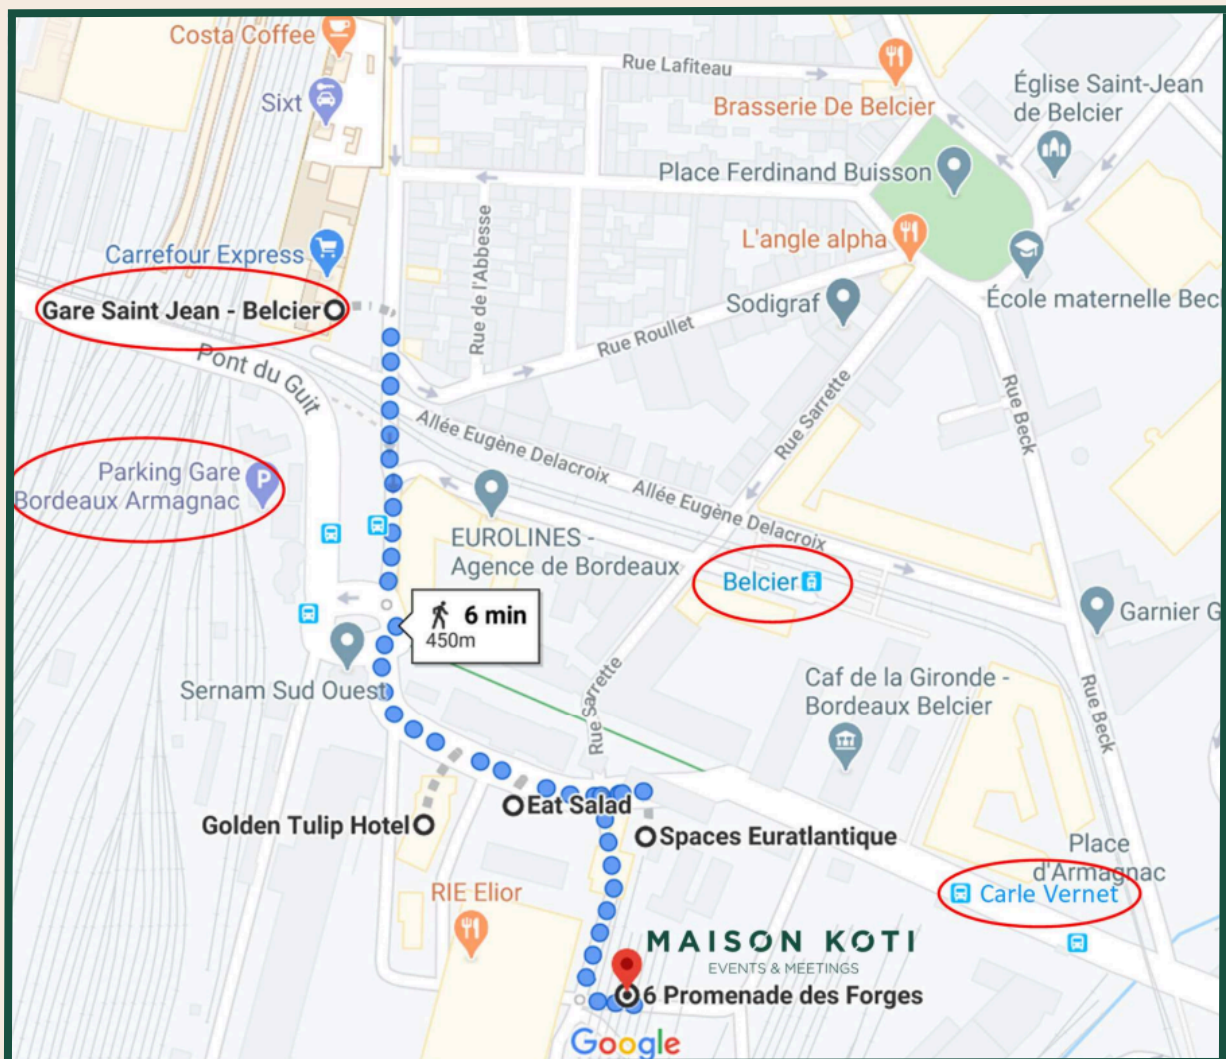 Costa Coffee
Rue Lafiteau
Sixt
Brasserie De Belcier
Église Saint-Jean
de Belcier
Place Ferdinand Buisson
Carrefour Express
Rue de l'Abbesse
L'angle alpha
Gare Saint Jean - Belcier
Sodigraf
École maternelle Bec
Rue Roullet
Pont du Guit
Rue Sarrette
Rue Beck
Allée Eugène Delacroix
Parking Gare
Bordeaux Armagnac
Allée Eugène Delacroix
EUROLINES -
Agence de Bordeaux
Belcier
Garnier G
6 min
450m
Sernam Sud Ouest
Rue Sarrette
Caf de la Gironde -
Bordeaux Belcier
Rue Beck
Golden Tulip Hotel
Eat Salad
Spaces Euratlantique
Place
d'Armagnac
RIE Elior
Carle Vernet
MAISON KOTI
EVENTS & MEETINGS
6 Promenade des Forges
Google